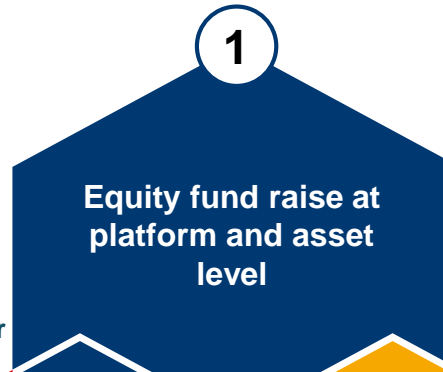 1
Equity fund raise at
platform and asset
level